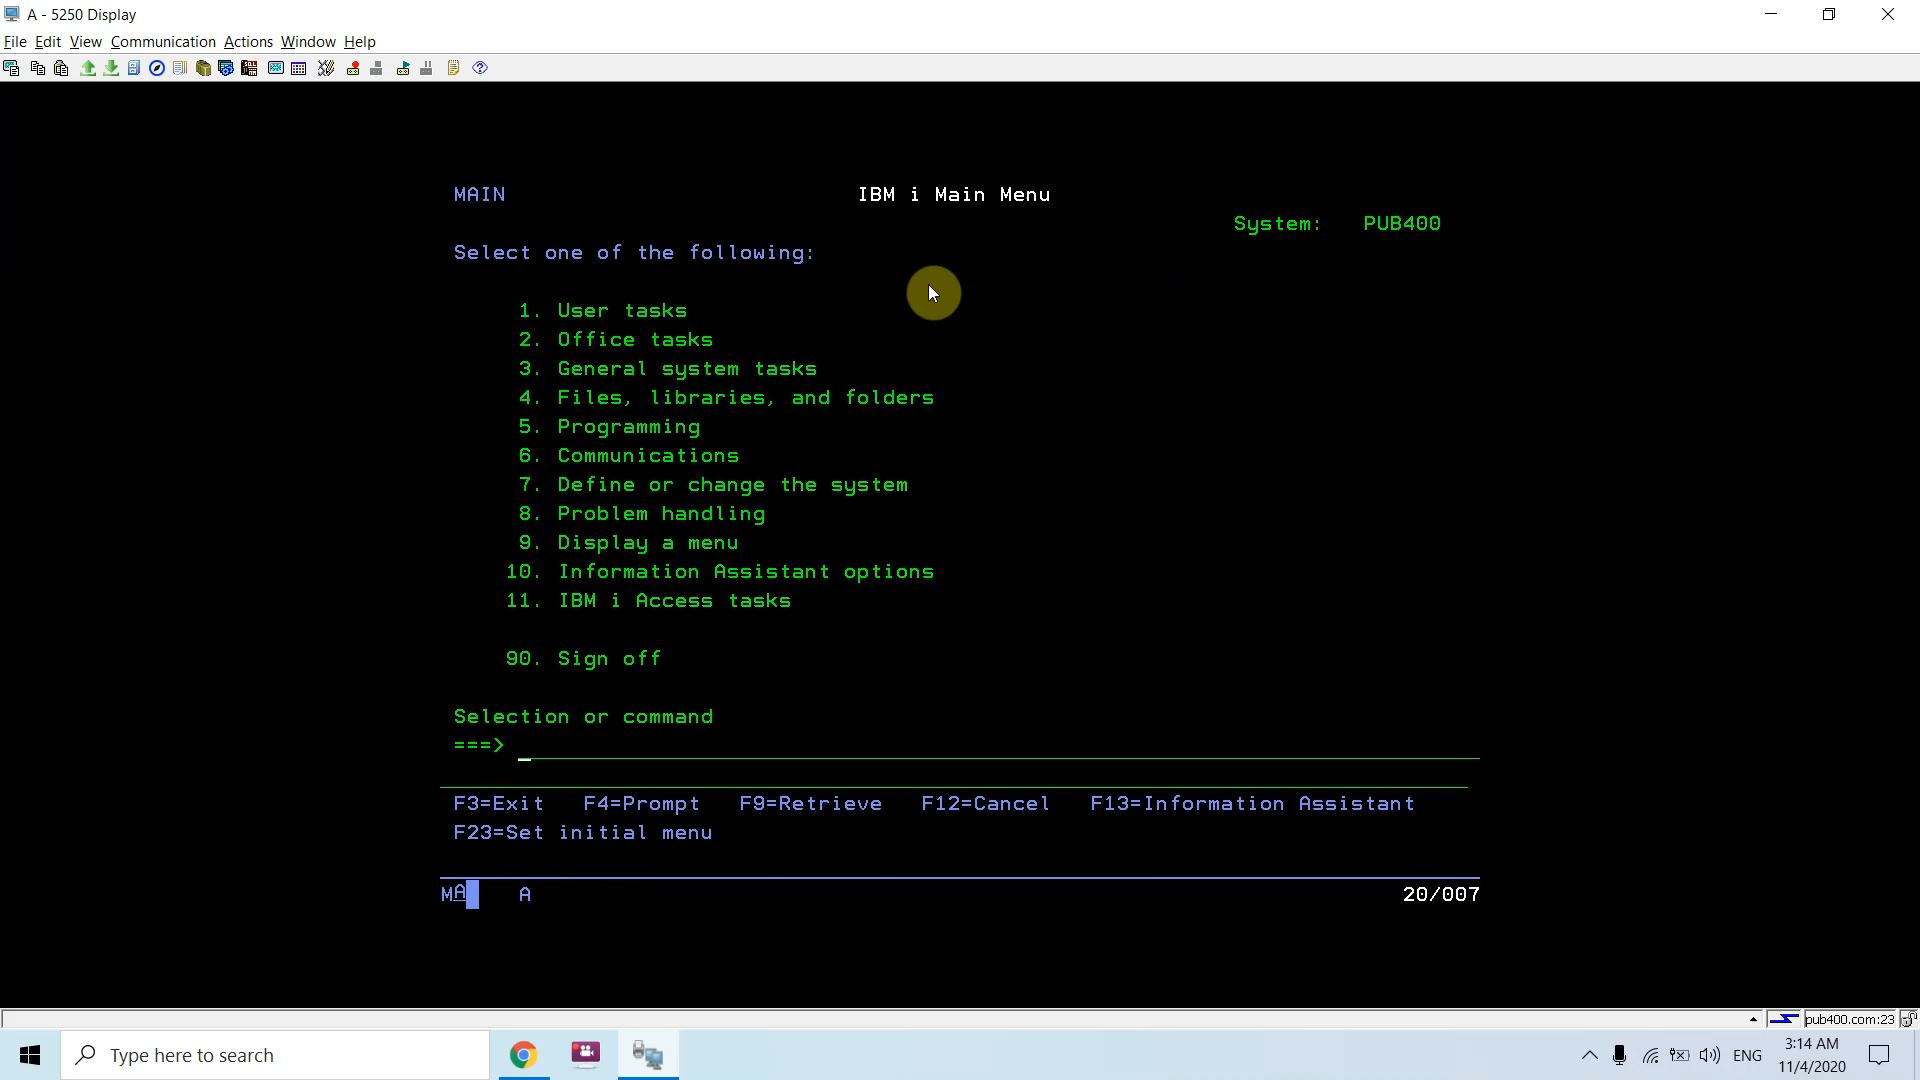 A - 5250 Display
File Edit View Communication Actions Window Help
MAIN IBM i Main Menu
System: PUB400
Select one of the following:
1. User tasks
2. Office tasks
3. General system tasks
4. Files, libraries, and folders
5. Programming
6. Communications
7. Define or change the system
8. Problem handling
9. Display a menu
10. Information Assistant options
11. IBM i Access tasks
90. Sign off
Selection or command
===>
F3=Exit F4=Prompt F9=Retrieve F12=Cancel F13=Information Assistant
F23=Set initial menu
MA A 20/007
pub400.com:23
Type here to search
ENG
3:14 AM
11/4/2020